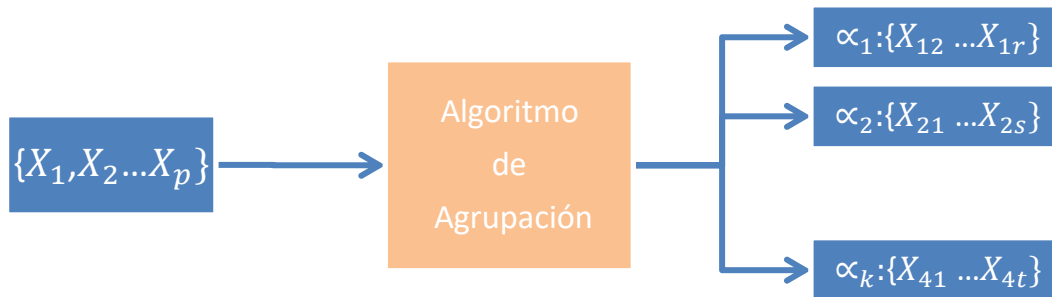 ∝₁:{X₁₂ ...X₁ᵣ}
{X₁,X₂...Xₚ}
Algoritmo
de
Agrupación
∝₂:{X₂₁ ...X₂ₛ}
∝ₖ:{X₄₁ ...X₄ₜ}